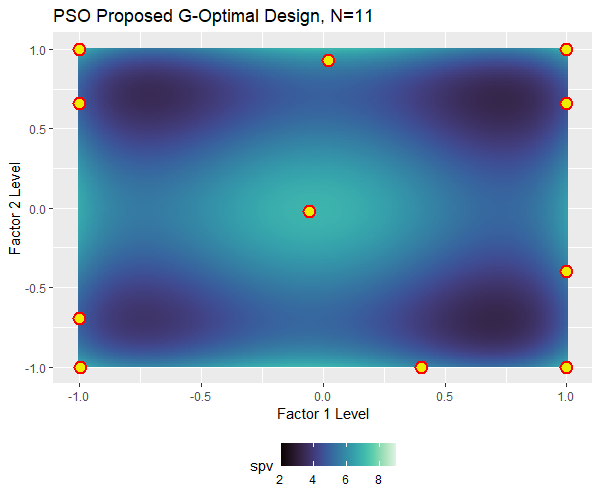 PSO Proposed G-Optimal Design, N=11
1.0
0.5
0.0
-0.5
-1.0
Factor 2 Level
-1.0 -0.5 0.0 0.5 1.0
Factor 1 Level
spv
2 4 6 8